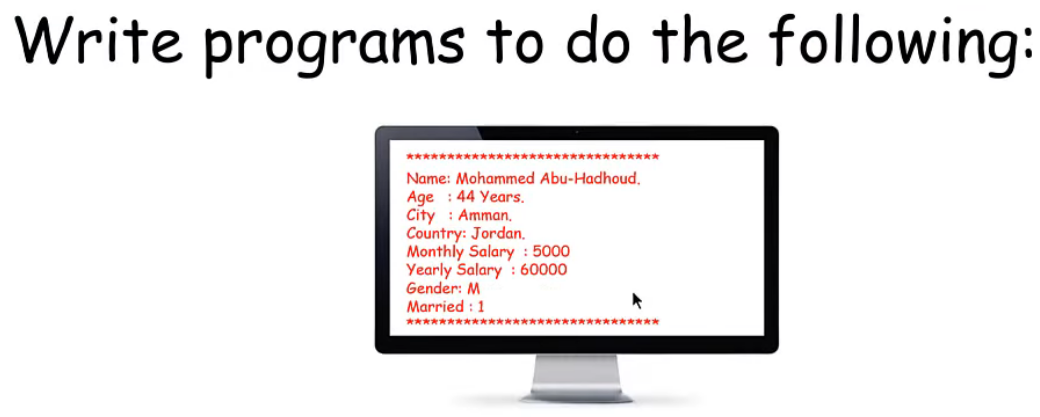 Write programs to do the following:
*******************************
Name: Mohammed Abu-Hadhoud.
Age : 44 Years.
City : Amman.
Country: Jordan.
Monthly Salary : 5000
Yearly Salary : 60000
Gender: M
Married : 1
*******************************